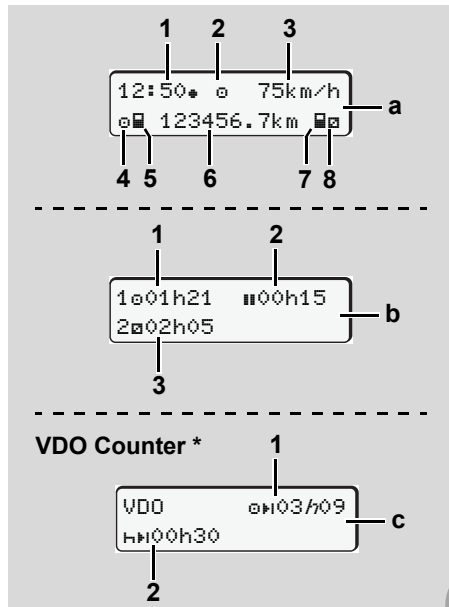 1 2 3
12:50● ⊙ 75km/h
a
⊙ 123456.7km
4 5 6 7 8
1 2
1⊙01h21 00h15
b
2⧄02h05
3
VDO Counter *
1
VDO ⊙03h09
c
00h30
2